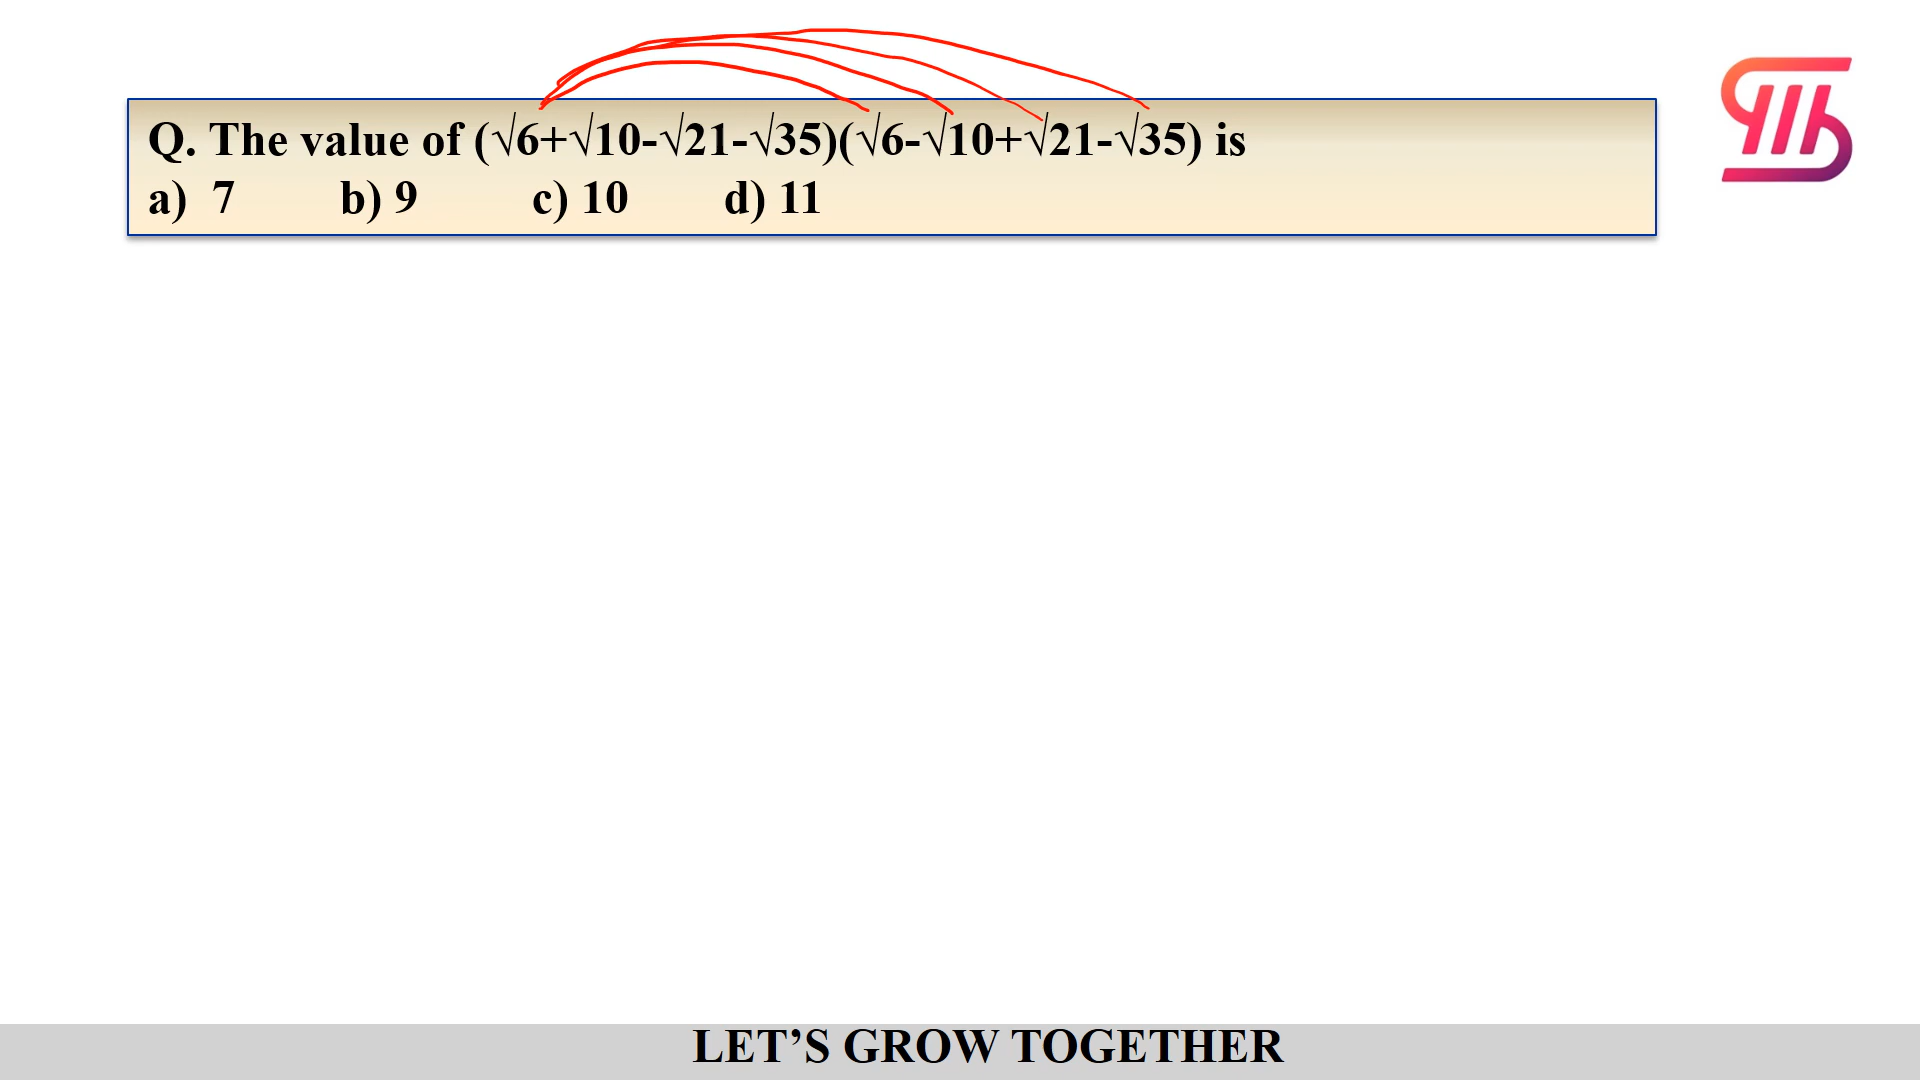 Q. The value of (√6+√10-√21-√35)(√6-√10+√21-√35) is
a) 7 b) 9 c) 10 d) 11
LET’S GROW TOGETHER